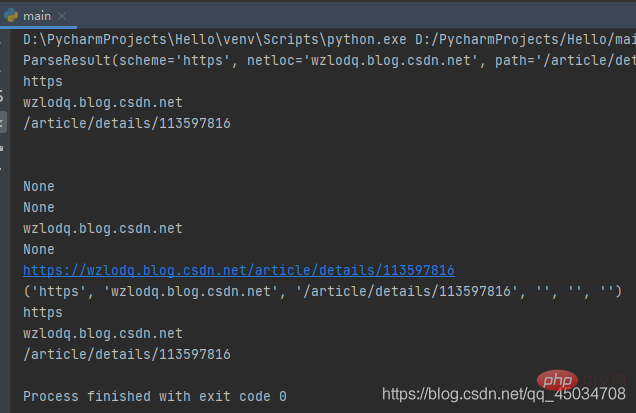 main
D:\PycharmProjects\Hello\venv\Scripts\python.exe D:/PycharmProjects/Hello/mai
ParseResult(scheme='https', netloc='wzlodq.blog.csdn.net', path='/article/det
https
wzlodq.blog.csdn.net
/article/details/113597816
None
None
wzlodq.blog.csdn.net
None
https://wzlodq.blog.csdn.net/article/details/113597816
('https', 'wzlodq.blog.csdn.net', '/article/details/113597816', '', '', '')
https
wzlodq.blog.csdn.net
/article/details/113597816
php
Process finished with exit code 0
https://blog.csdn.net/qq_45034708